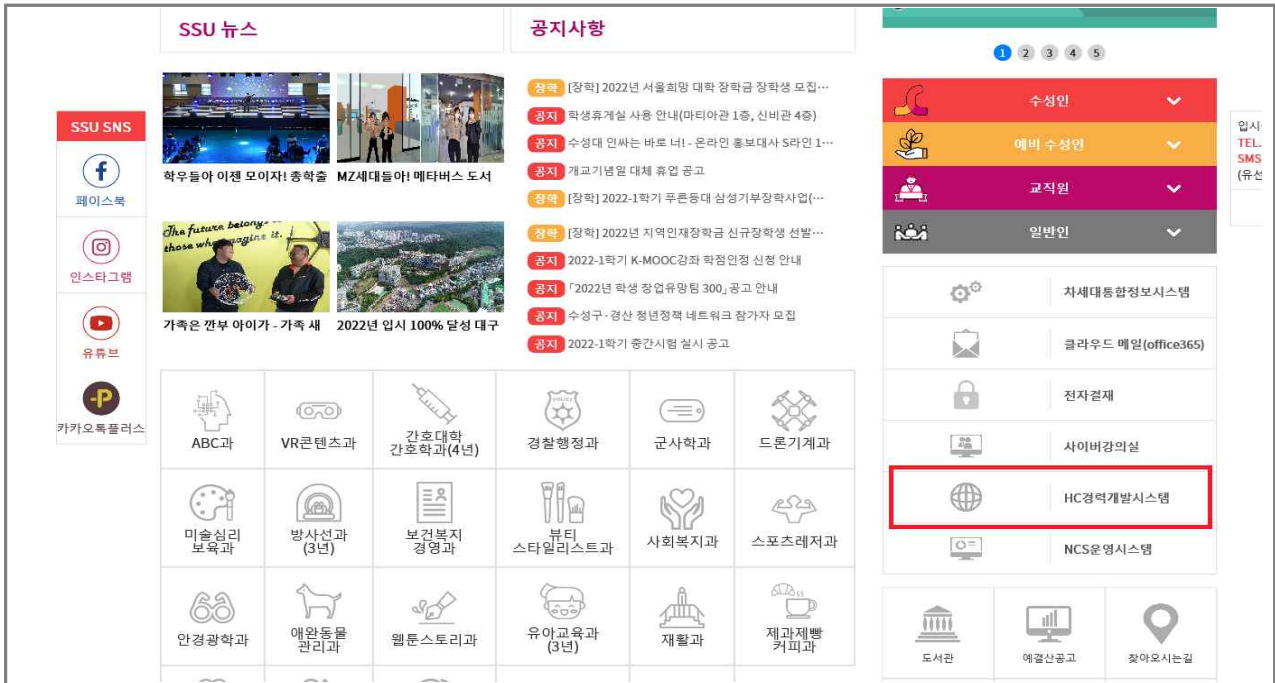 SSU 뉴스
공지사항
1 2 3 4 5
SSU SNS
페이스북
인스타그램
유튜브
카카오톡플러스
학우들아 이젠 모이자! 총학출
MZ세대들아! 메타버스 도서
The future belongs
those who imagine it.
가족은 깐부 아이가 - 가족 새
2022년 입시 100% 달성 대구
장학 [장학] 2022년 서울희망 대학 장학금 장학생 모집…
공지 학생휴게실 사용 안내(마티아관 1층, 신비관 4층)
공지 수성대 인싸는 바로 너! - 온라인 홍보대사 S라인 1…
공지 개교기념일 대체 휴업 공고
장학 [장학] 2022-1학기 푸른등대 삼성기부장학사업(…
장학 [장학] 2022년 지역인재장학금 신규장학생 선발…
공지 2022-1학기 K-MOOC강좌 학점인정 신청 안내
공지 「2022년 학생 창업유망팀 300」공고 안내
공지 수성구·경산 청년정책 네트워크 참가자 모집
공지 2022-1학기 중간시험 실시 공고
ABC과
VR콘텐츠과
간호대학
간호학과(4년)
POLICY
경찰행정과
군사학과
드론기계과
미술심리
보육과
방사선과
(3년)
보건복지
경영과
뷰티
스타일리스트과
사회복지과
스포츠레저과
안경광학과
애완동물
관리과
웹툰스토리과
유아교육과
(3년)
재활과
제과제빵
커피과
수성인
예비 수성인
교직원
일반인
차세대통합정보시스템
클라우드 메일(office365)
전자결재
사이버강의실
HC경력개발시스템
NCS운영시스템
도서관
예결산공고
찾아오시는길
입시
TEL.
SMS
(유선